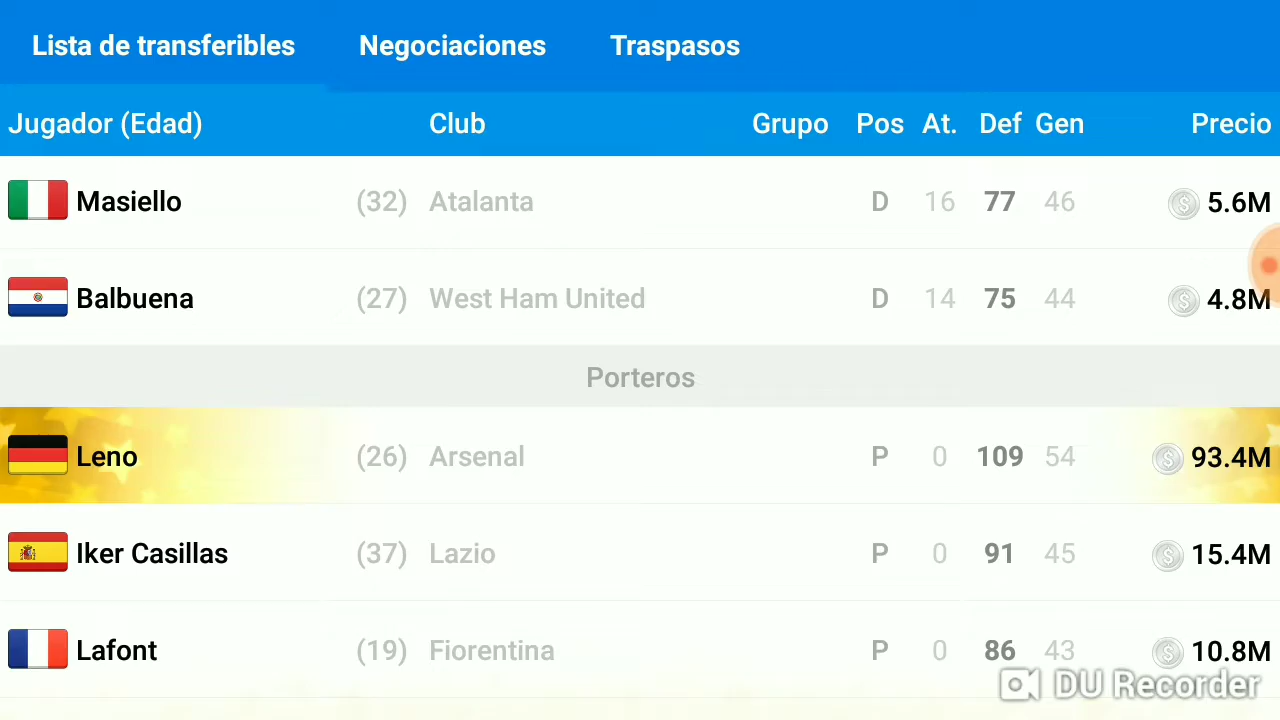 Lista de transferibles Negociaciones Traspasos
Jugador (Edad) Club Grupo Pos At. Def Gen Precio
Masiello (32) Atalanta D 16 77 46 5.6M
Balbuena (27) West Ham United D 14 75 44 4.8M
Porteros
Leno (26) Arsenal P 0 109 54 93.4M
Iker Casillas (37) Lazio P 0 91 45 15.4M
Lafont (19) Fiorentina P 0 86 43 10.8M
DU Recorder